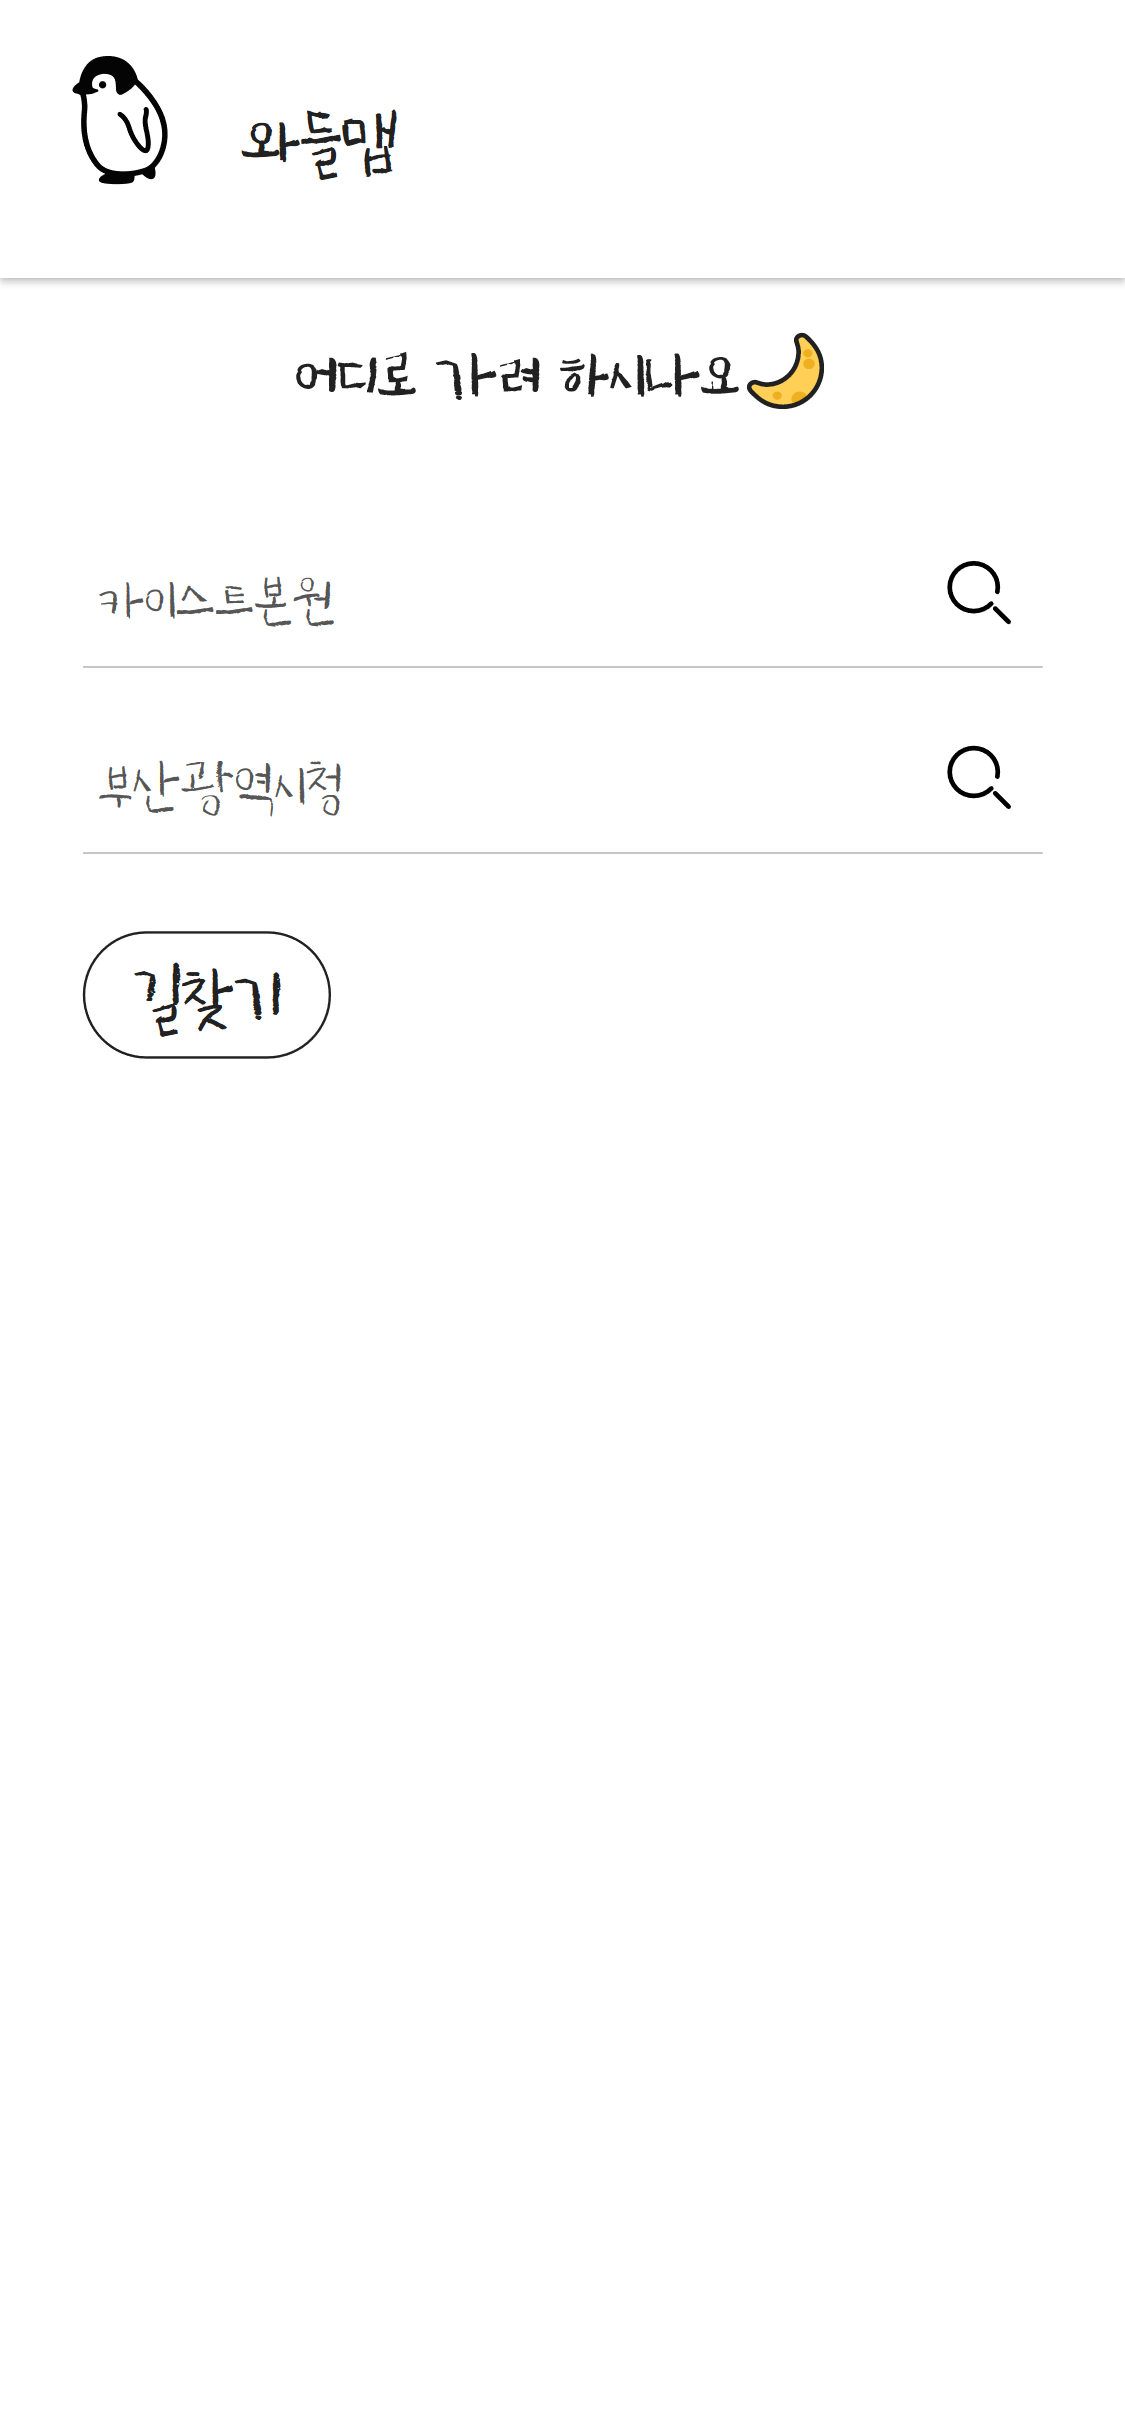 와들맵
어디로 가려 하시나요🌙
카이스트본원
부산광역시청
길찾기